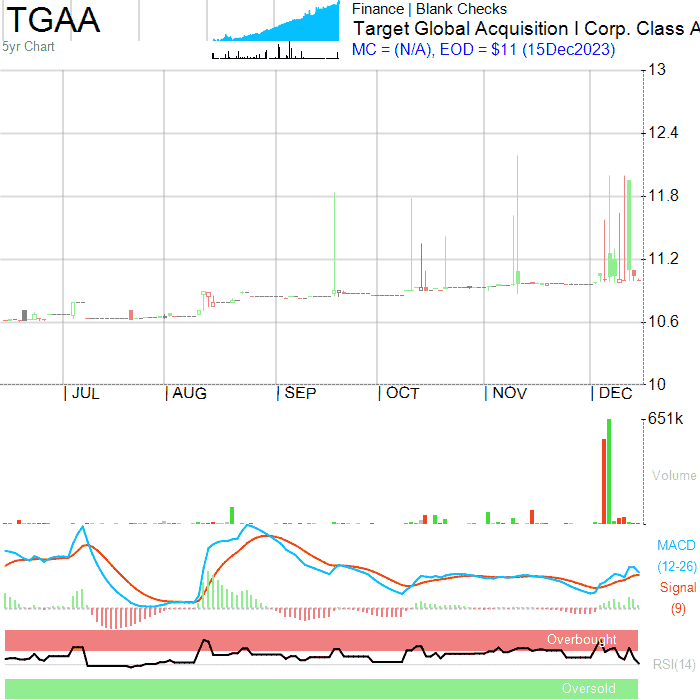 TGAA
5yr Chart
Finance | Blank Checks
Target Global Acquisition I Corp. Class A
MC = (N/A), EOD = $11 (15Dec2023)
13
12.4
11.8
11.2
10.6
10
JUL
AUG
SEP
OCT
NOV
DEC
651k
Volume
MACD
(12-26)
Signal
(9)
Overbought
RSI(14)
Oversold